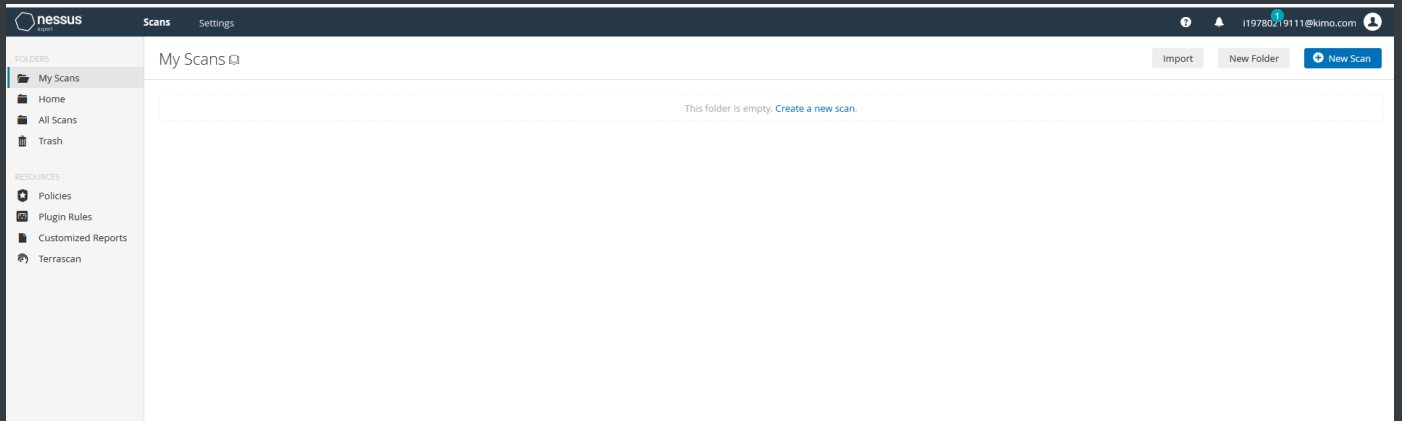 nessus
expert
Scans
Settings
1
i19780219111@kimo.com
FOLDERS
My Scans
Home
All Scans
Trash
RESOURCES
Policies
Plugin Rules
Customized Reports
Terrascan
My Scans
Import
New Folder
New Scan
This folder is empty. Create a new scan.